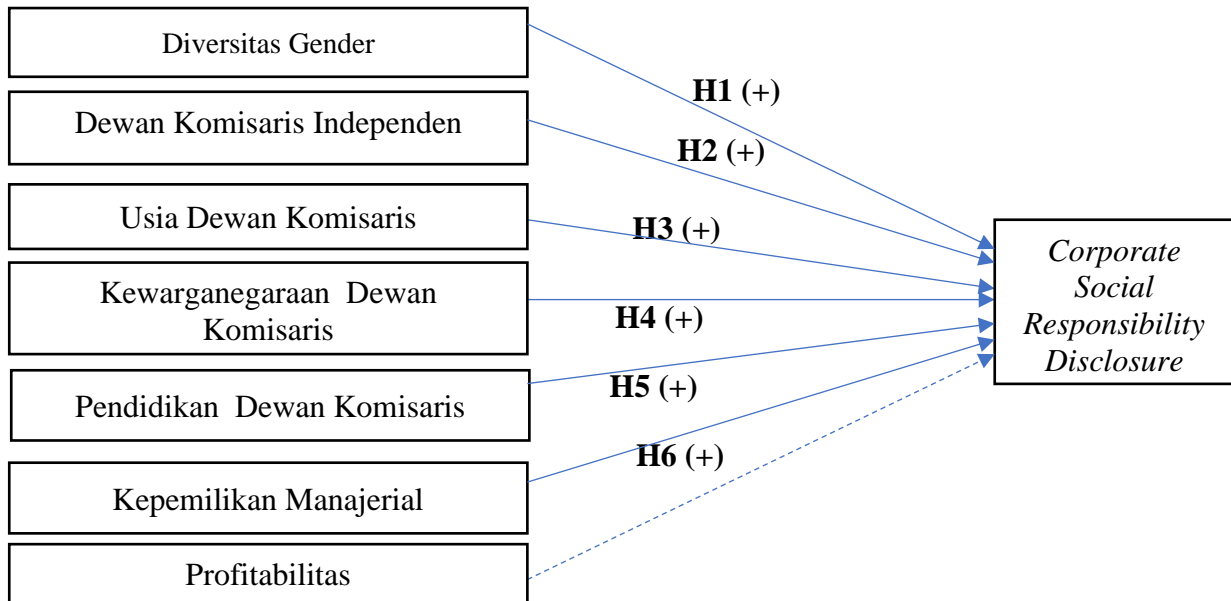 Diversitas Gender
H1 (+)
Dewan Komisaris Independen
H2 (+)
Usia Dewan Komisaris
H3 (+)
Kewarganegaraan Dewan
Komisaris
H4 (+)
Pendidikan Dewan Komisaris
H5 (+)
Kepemilikan Manajerial
H6 (+)
Profitabilitas
Corporate
Social
Responsibility
Disclosure